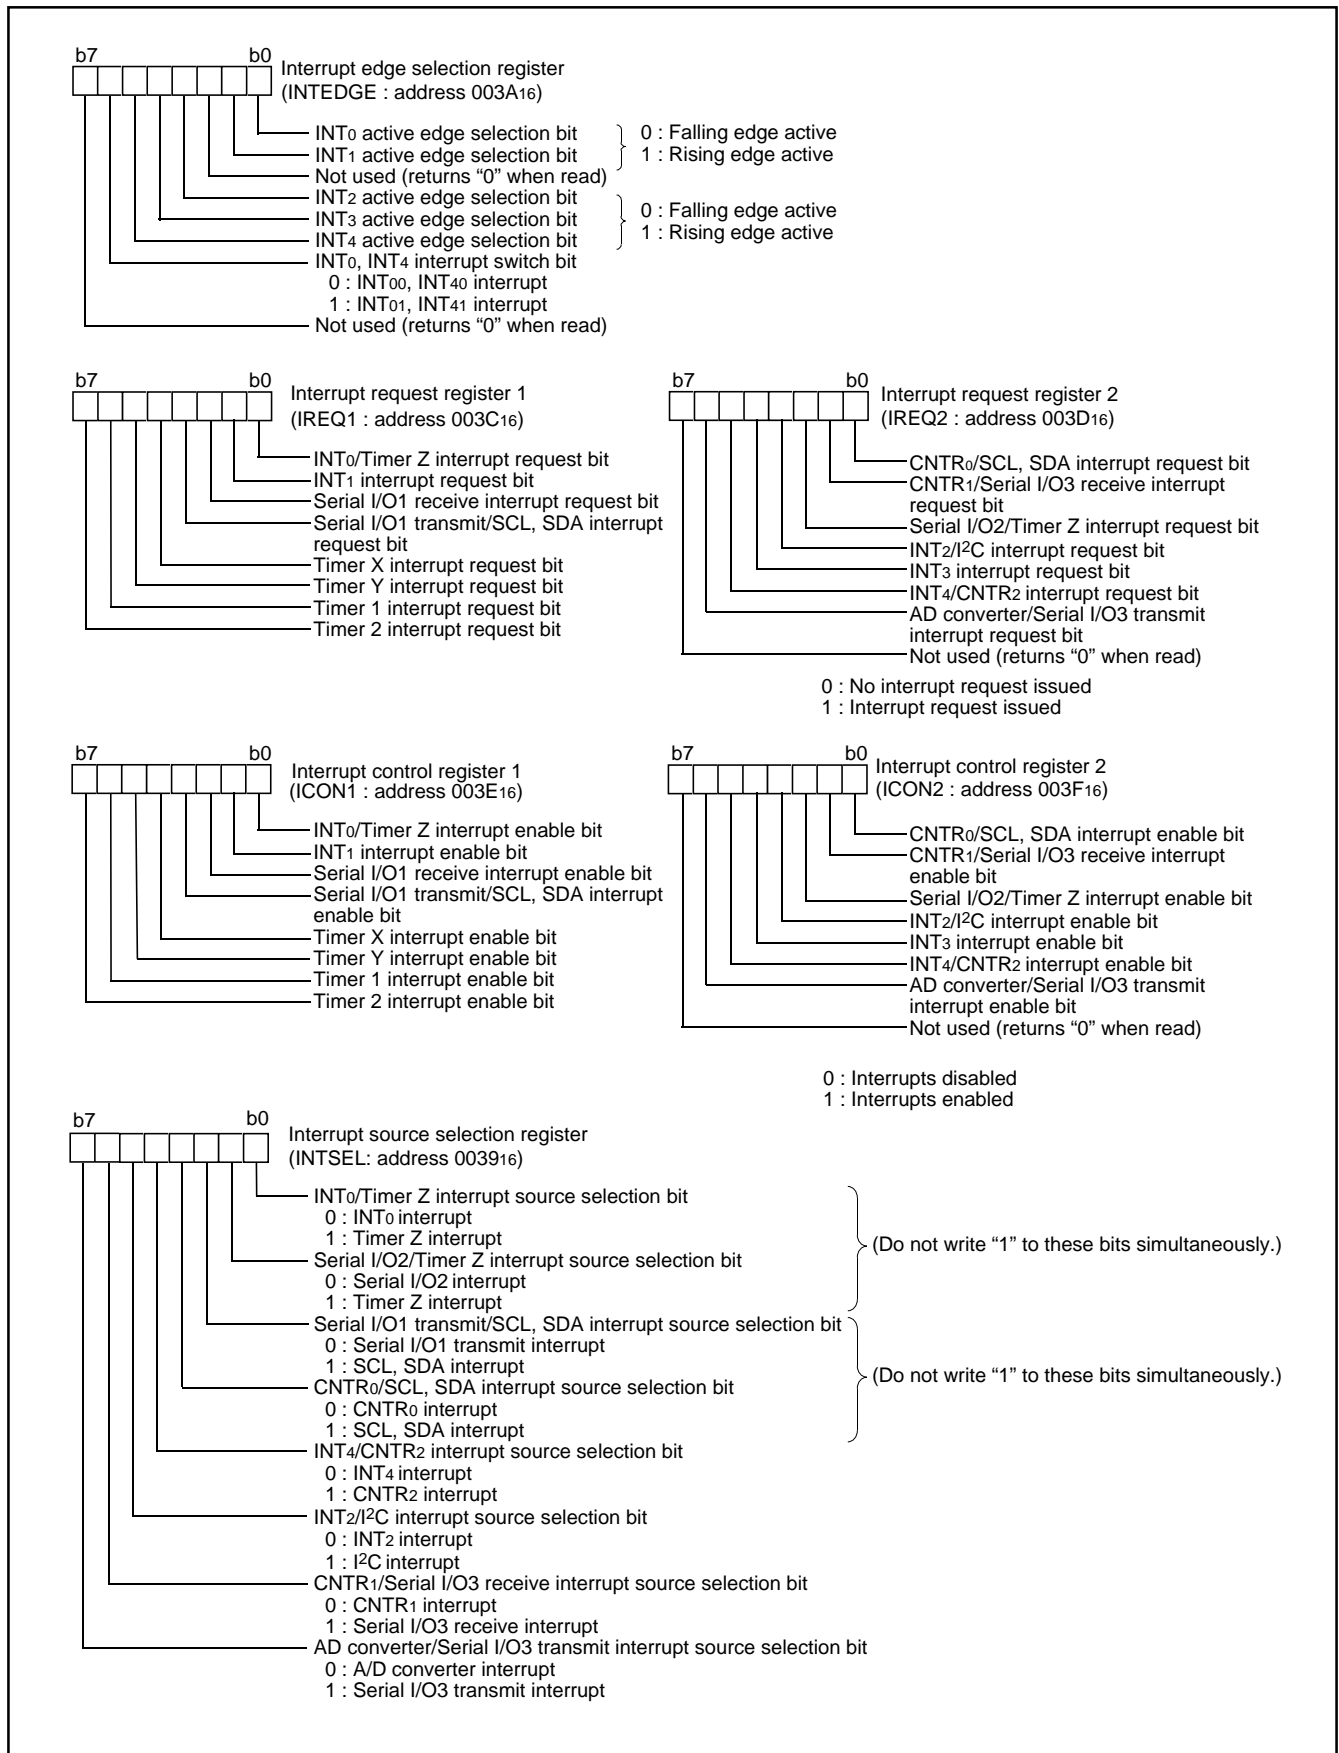 b7 b0
Interrupt edge selection register
(INTEDGE : address 003A16)
INT0 active edge selection bit
INT1 active edge selection bit
0 : Falling edge active
1 : Rising edge active
Not used (returns “0” when read)
INT2 active edge selection bit
INT3 active edge selection bit
INT4 active edge selection bit
0 : Falling edge active
1 : Rising edge active
INT0, INT4 interrupt switch bit
0 : INT00, INT40 interrupt
1 : INT01, INT41 interrupt
Not used (returns “0” when read)
b7 b0
Interrupt request register 1
(IREQ1 : address 003C16)
INT0/Timer Z interrupt request bit
INT1 interrupt request bit
Serial I/O1 receive interrupt request bit
Serial I/O1 transmit/SCL, SDA interrupt
request bit
Timer X interrupt request bit
Timer Y interrupt request bit
Timer 1 interrupt request bit
Timer 2 interrupt request bit
b7 b0
Interrupt request register 2
(IREQ2 : address 003D16)
CNTR0/SCL, SDA interrupt request bit
CNTR1/Serial I/O3 receive interrupt
request bit
Serial I/O2/Timer Z interrupt request bit
INT2/I2C interrupt request bit
INT3 interrupt request bit
INT4/CNTR2 interrupt request bit
AD converter/Serial I/O3 transmit
interrupt request bit
Not used (returns “0” when read)
0 : No interrupt request issued
1 : Interrupt request issued
b7 b0
Interrupt control register 1
(ICON1 : address 003E16)
INT0/Timer Z interrupt enable bit
INT1 interrupt enable bit
Serial I/O1 receive interrupt enable bit
Serial I/O1 transmit/SCL, SDA interrupt
enable bit
Timer X interrupt enable bit
Timer Y interrupt enable bit
Timer 1 interrupt enable bit
Timer 2 interrupt enable bit
b7 b0
Interrupt control register 2
(ICON2 : address 003F16)
CNTR0/SCL, SDA interrupt enable bit
CNTR1/Serial I/O3 receive interrupt
enable bit
Serial I/O2/Timer Z interrupt enable bit
INT2/I2C interrupt enable bit
INT3 interrupt enable bit
INT4/CNTR2 interrupt enable bit
AD converter/Serial I/O3 transmit
interrupt enable bit
Not used (returns “0” when read)
0 : Interrupts disabled
1 : Interrupts enabled
b7 b0
Interrupt source selection register
(INTSEL: address 003916)
INT0/Timer Z interrupt source selection bit
0 : INT0 interrupt
1 : Timer Z interrupt
Serial I/O2/Timer Z interrupt source selection bit
0 : Serial I/O2 interrupt
1 : Timer Z interrupt
(Do not write “1” to these bits simultaneously.)
Serial I/O1 transmit/SCL, SDA interrupt source selection bit
0 : Serial I/O1 transmit interrupt
1 : SCL, SDA interrupt
CNTR0/SCL, SDA interrupt source selection bit
0 : CNTR0 interrupt
1 : SCL, SDA interrupt
(Do not write “1” to these bits simultaneously.)
INT4/CNTR2 interrupt source selection bit
0 : INT4 interrupt
1 : CNTR2 interrupt
INT2/I2C interrupt source selection bit
0 : INT2 interrupt
1 : I2C interrupt
CNTR1/Serial I/O3 receive interrupt source selection bit
0 : CNTR1 interrupt
1 : Serial I/O3 receive interrupt
AD converter/Serial I/O3 transmit interrupt source selection bit
0 : A/D converter interrupt
1 : Serial I/O3 transmit interrupt